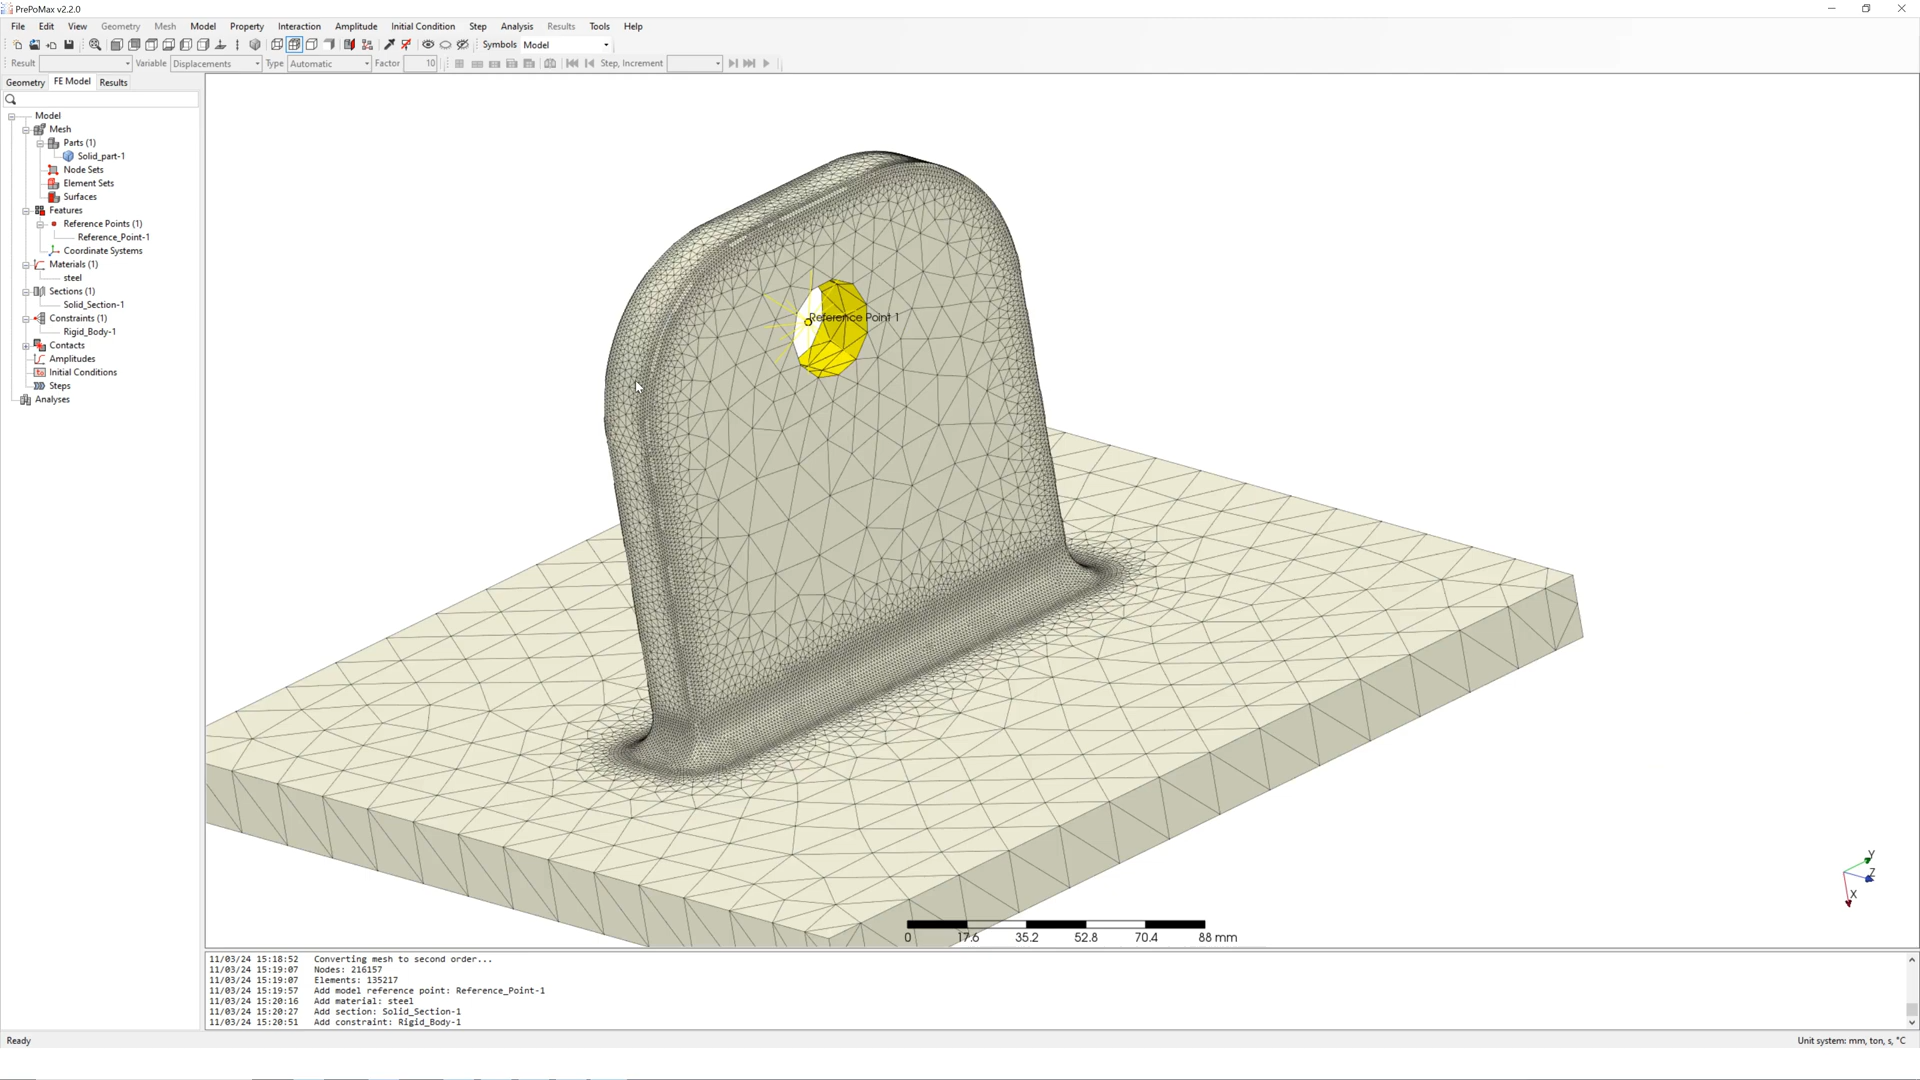 PrePoMax v2.2.0
File Edit View Geometry Mesh Model Property Interaction Amplitude Initial Condition Step Analysis Results Tools Help
Symbols Model
Result Variable Displacements Type Automatic Factor 10 Step, Increment
Geometry FE Model Results
Model
Mesh
Parts (1)
Solid_part-1
Node Sets
Element Sets
Surfaces
Features
Reference Points (1)
Reference_Point-1
Coordinate Systems
Materials (1)
steel
Sections (1)
Solid_Section-1
Constraints (1)
Rigid_Body-1
Contacts
Amplitudes
Initial Conditions
Steps
Analyses
Reference Point 1
Y
Z
X
0 17.6 35.2 52.8 70.4 88 mm
11/03/24 15:18:52 Converting mesh to second order...
11/03/24 15:19:07 Nodes: 216157
11/03/24 15:19:07 Elements: 135217
11/03/24 15:19:57 Add model reference point: Reference_Point-1
11/03/24 15:20:16 Add material: steel
11/03/24 15:20:27 Add section: Solid_Section-1
11/03/24 15:20:51 Add constraint: Rigid_Body-1
Ready Unit system: mm, ton, s, °C